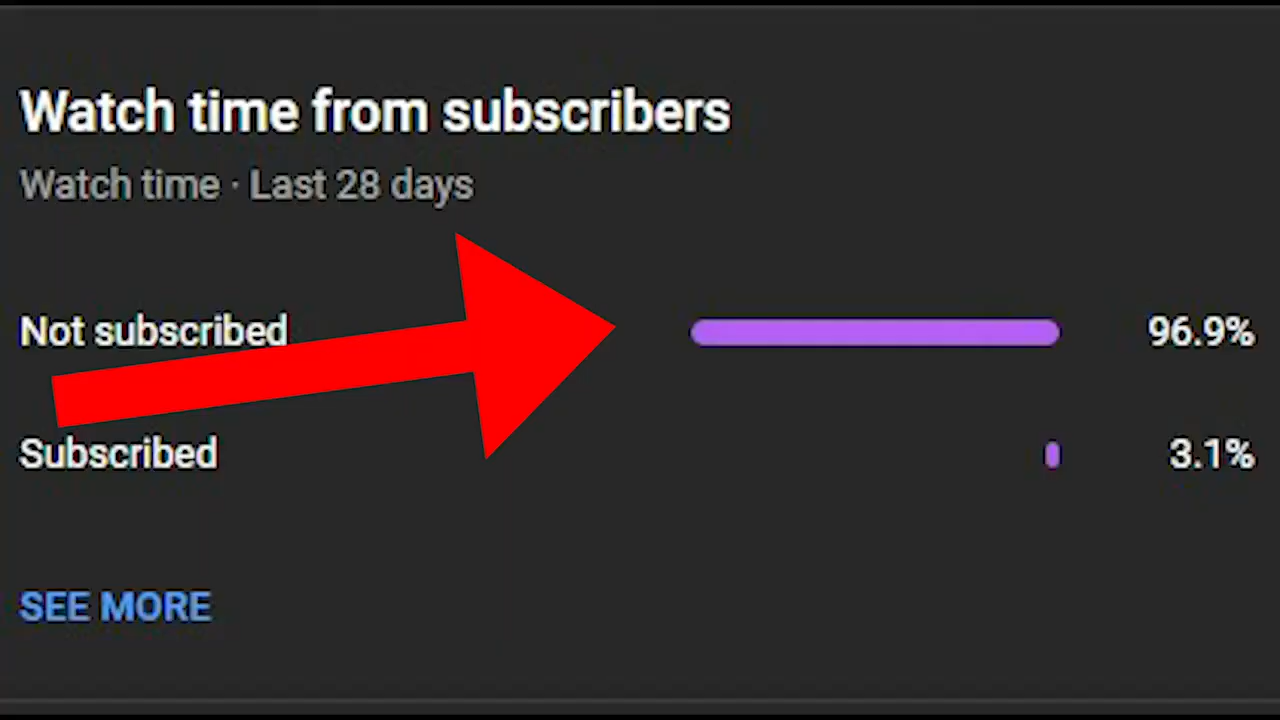 Watch time from subscribers
Watch time · Last 28 days
Not subscribed 96.9%
Subscribed 3.1%
SEE MORE